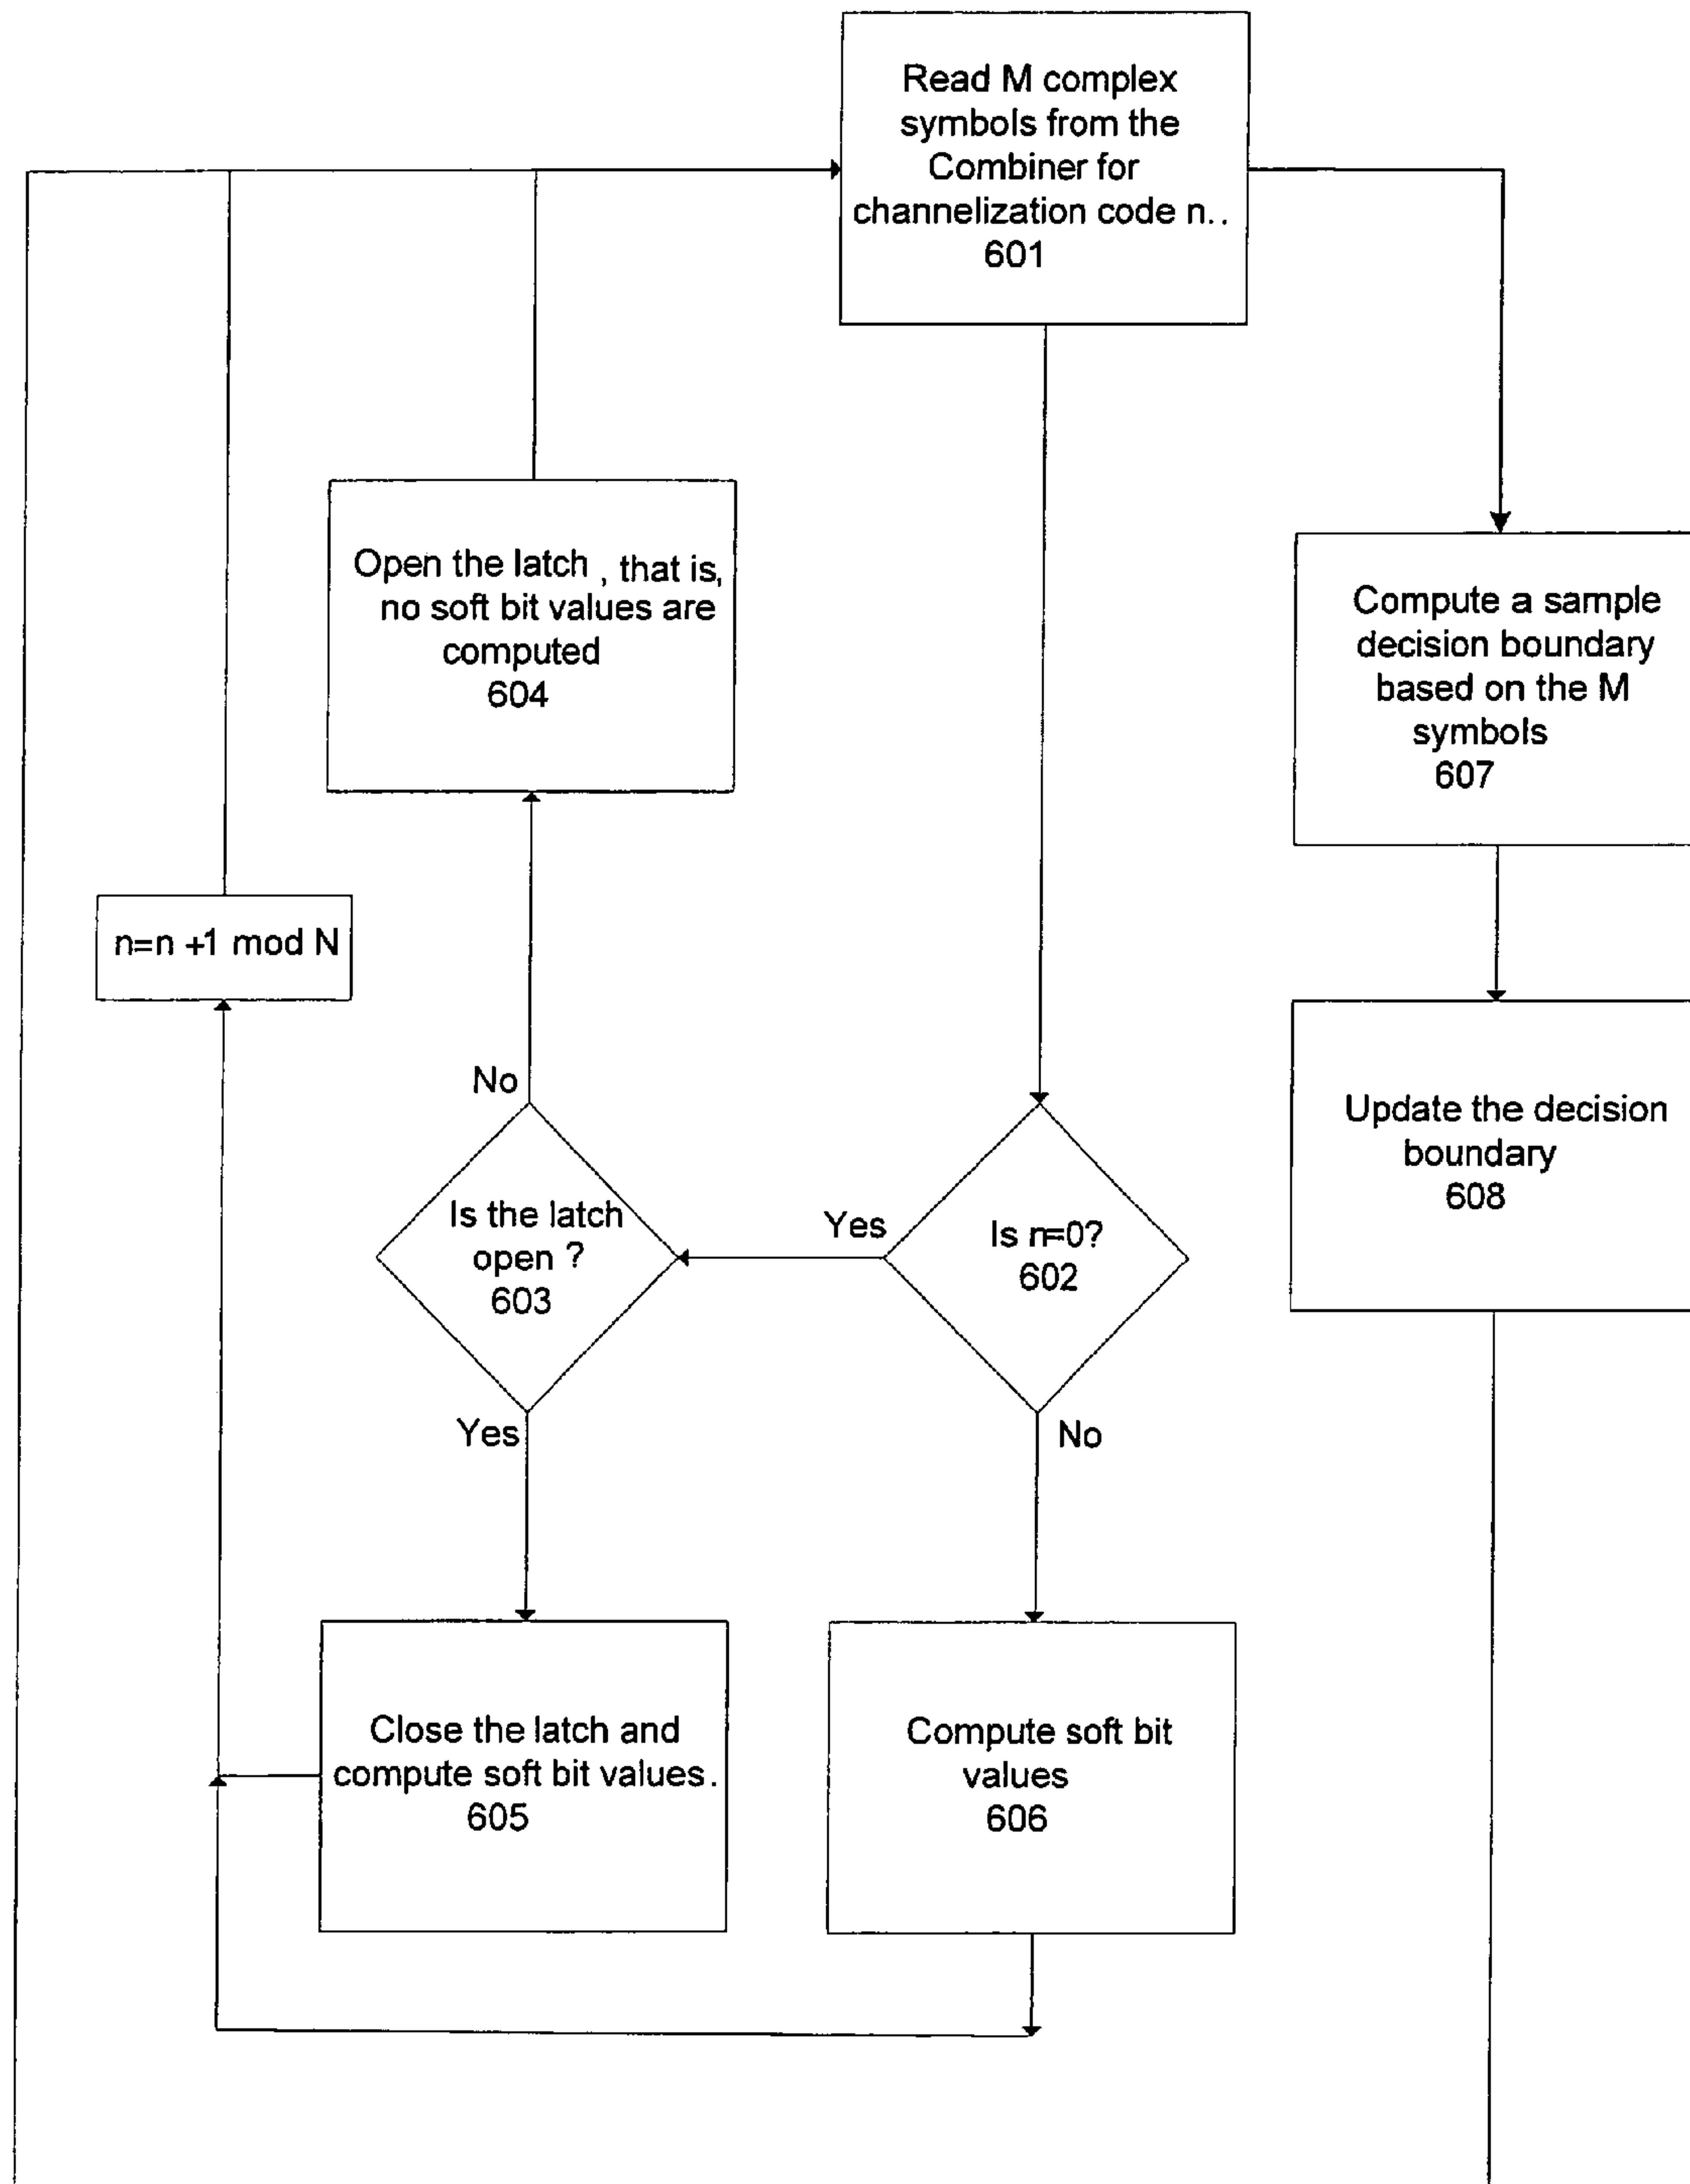 Read M complex
symbols from the
Combiner for
channelization code n..
601
Open the latch , that is,
no soft bit values are
computed
604
Compute a sample
decision boundary
based on the M
symbols
607
n=n +1 mod N
No
Update the decision
boundary
608
Is the latch
open ?
603
Yes
Is n=0?
602
Yes
No
Close the latch and
compute soft bit values.
605
Compute soft bit
values
606